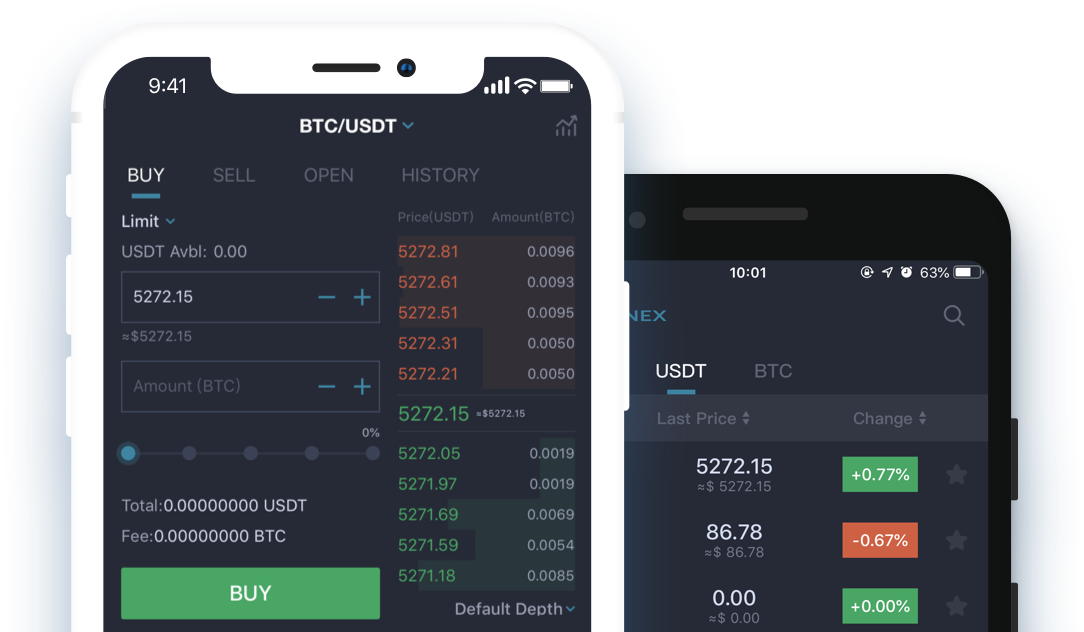 9:41
BTC/USDT
BUY SELL OPEN HISTORY
Limit
Price(USDT) Amount(BTC)
USDT Avbl: 0.00
5272.15
≈$5272.15
Amount (BTC)
0%
Total:0.00000000 USDT
Fee:0.00000000 BTC
BUY
5272.81 0.0096
5272.61 0.0093
5272.51 0.0095
5272.31 0.0050
5272.21 0.0050
5272.15 ≈$5272.15
5272.05 0.0019
5271.97 0.0019
5271.69 0.0069
5271.59 0.0054
5271.18 0.0085
Default Depth
10:01 63%
NEX
USDT BTC
Last Price Change
5272.15 +0.77%
≈$ 5272.15
86.78 -0.67%
≈$ 86.78
0.00 +0.00%
≈$ 0.00